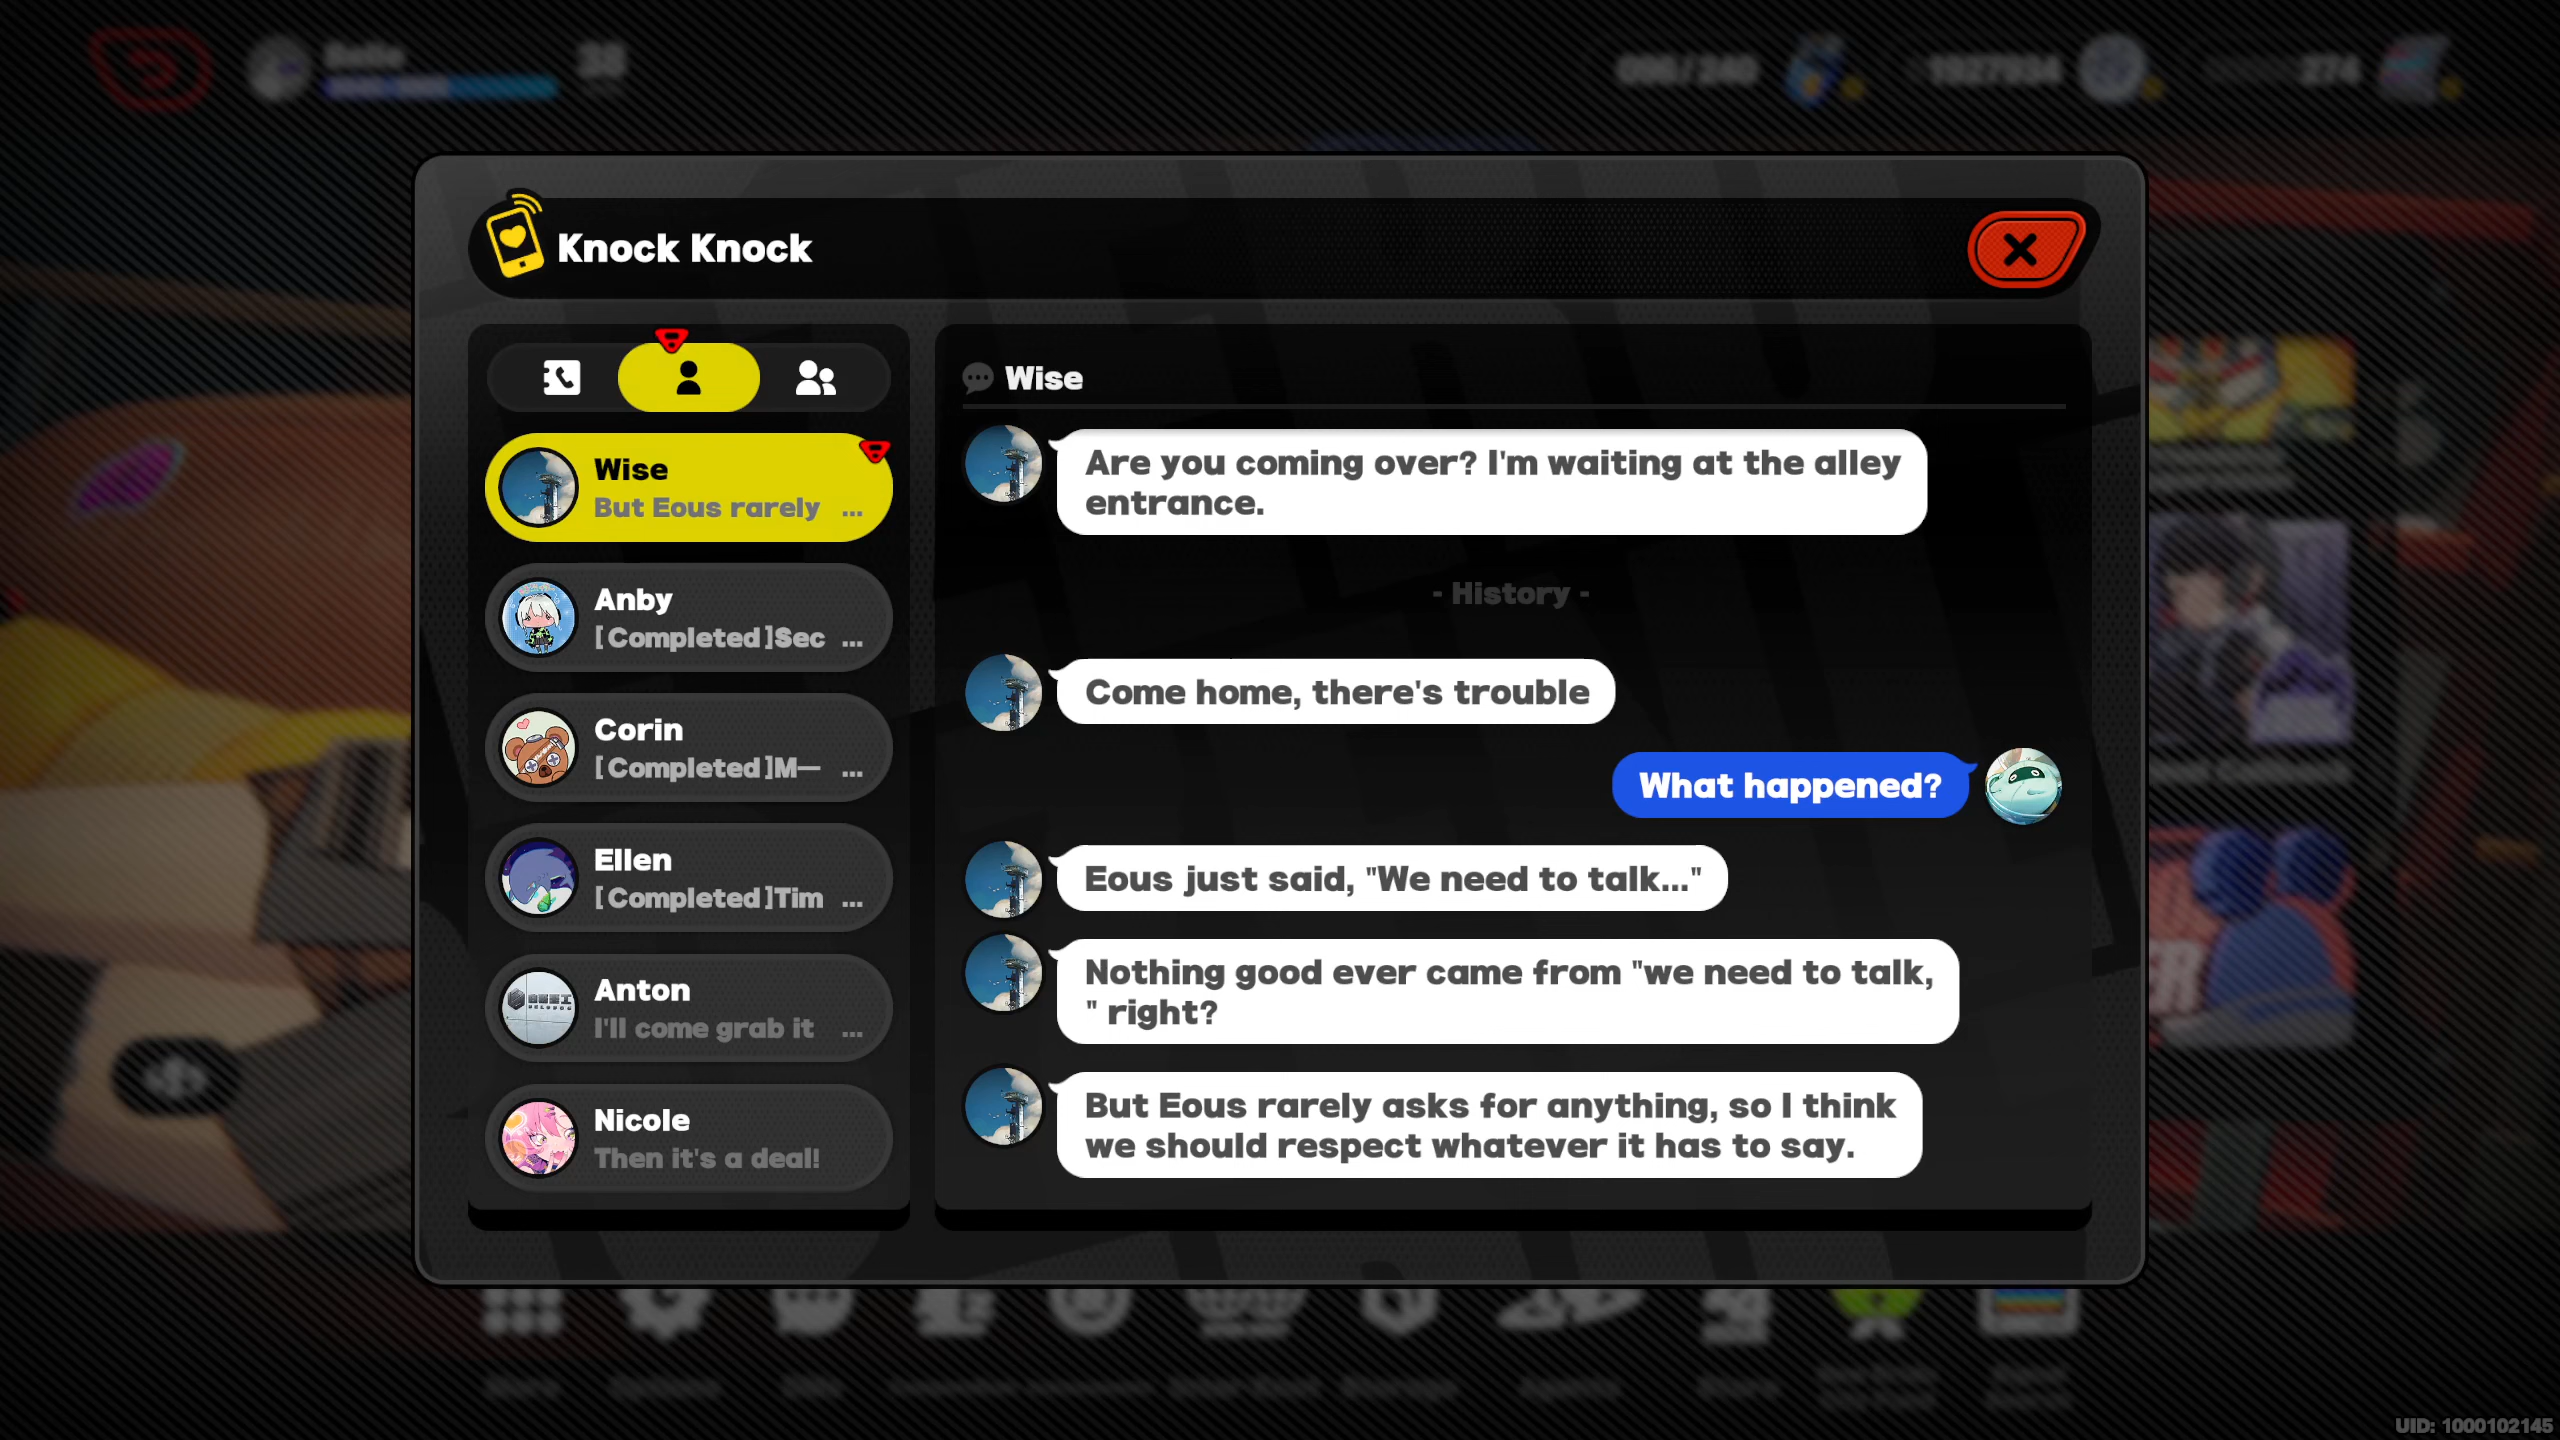 38
1927934
274
Knock Knock
Wise
But Eous rarely ...
Anby
[Completed]Sec ...
Corin
[Completed]M— ...
Ellen
[Completed]Tim ...
Anton
I'll come grab it ...
Nicole
Then it's a deal!
Wise
Are you coming over? I'm waiting at the alley
entrance.
- History -
Come home, there's trouble
What happened?
Eous just said, "We need to talk..."
Nothing good ever came from "we need to talk,
" right?
But Eous rarely asks for anything, so I think
we should respect whatever it has to say.
UID: 1000102145